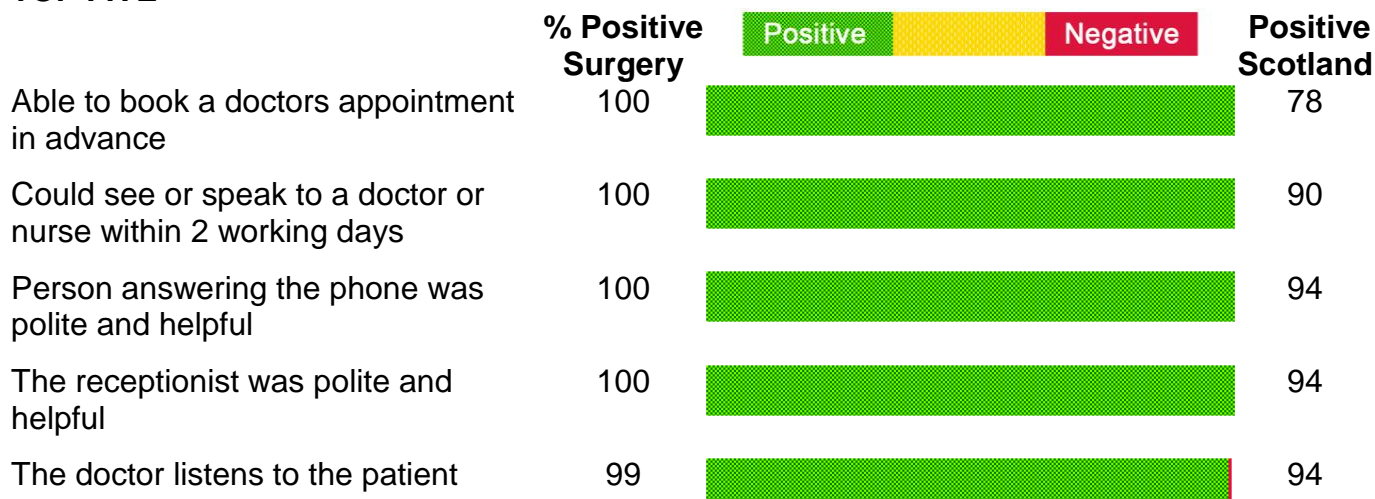 % Positive Surgery
Positive
Negative
Positive Scotland
Able to book a doctors appointment
in advance
100
78
Could see or speak to a doctor or
nurse within 2 working days
100
90
Person answering the phone was
polite and helpful
100
94
The receptionist was polite and
helpful
100
94
The doctor listens to the patient
99
94